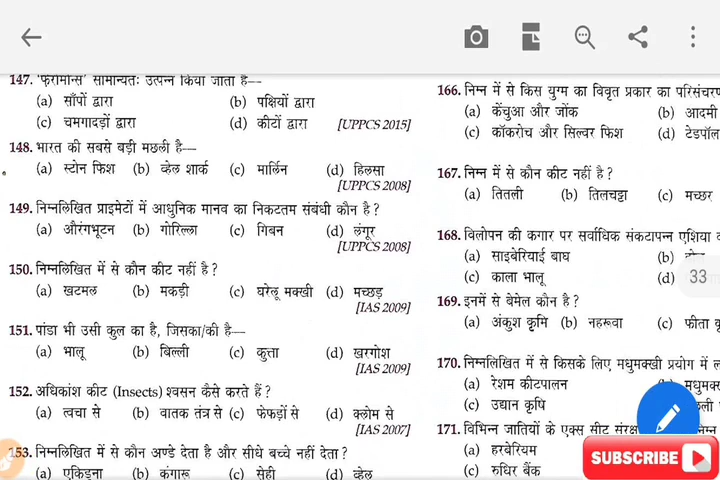 147. 'फरामान्स' सामान्यतः उत्पन्न किया जाता है—
(a) साँपों द्वारा (b) पक्षियों द्वारा
(c) चमगादड़ों द्वारा (d) कीटों द्वारा [UPPCS 2015]
148. भारत की सबसे बड़ी मछली है—
(a) स्टोन फिश (b) व्हेल शार्क (c) मार्लिन (d) हिलसा
[UPPCS 2008]
149. निम्नलिखित प्राइमेटों में आधुनिक मानव का निकटतम संबंधी कौन है ?
(a) औरंगभूटन (b) गोरिल्ला (c) गिबन (d) लंगूर
[UPPCS 2008]
150. निम्नलिखित में से कौन कीट नहीं है ?
(a) खटमल (b) मकड़ी (c) घरेलू मक्खी (d) मच्छड़
[IAS 2009]
151. पांडा भी उसी कुल का है, जिसका/की है—
(a) भालू (b) बिल्ली (c) कुत्ता (d) खरगोश
[IAS 2009]
152. अधिकांश कीट (Insects) श्वसन कैसे करते हैं ?
(a) त्वचा से (b) वातक तंत्र से (c) फेफड़ों से (d) क्लोम से
[IAS 2007]
153. निम्नलिखित में से कौन अण्डे देता है और सीधे बच्चे नहीं देता ?
(a) एकिडना (b) कंगारू (c) सेही (d) व्हेल
166. निम्न में से किस युग्म का विवृत प्रकार का परिसंचरण
(a) केंचुआ और जोंक (b) आदमी
(c) कॉकरोच और सिल्वर फिश (d) टेडपॉल
167. निम्न में से कौन कीट नहीं है ?
(a) तितली (b) तिलचट्टा (c) मच्छर
168. विलोपन की कगार पर सर्वाधिक संकटापन्न एशिया
(a) साइबेरियाई बाघ (b)
(c) काला भालू (d)
33
169. इनमें से बेमेल कौन है ?
(a) अंकुश कृमि (b) नहरूवा (c) फीता
170. निम्नलिखित में से किसके लिए मधुमक्खी प्रयोग में
(a) रेशम कीटपालन मधुमक
(c) उद्यान कृषि
171. विभिन्न जातियों के एक्स सीटू संरक्ष
(a) हरबेरियम
(c) रुधिर बैंक
SUBSCRIBE